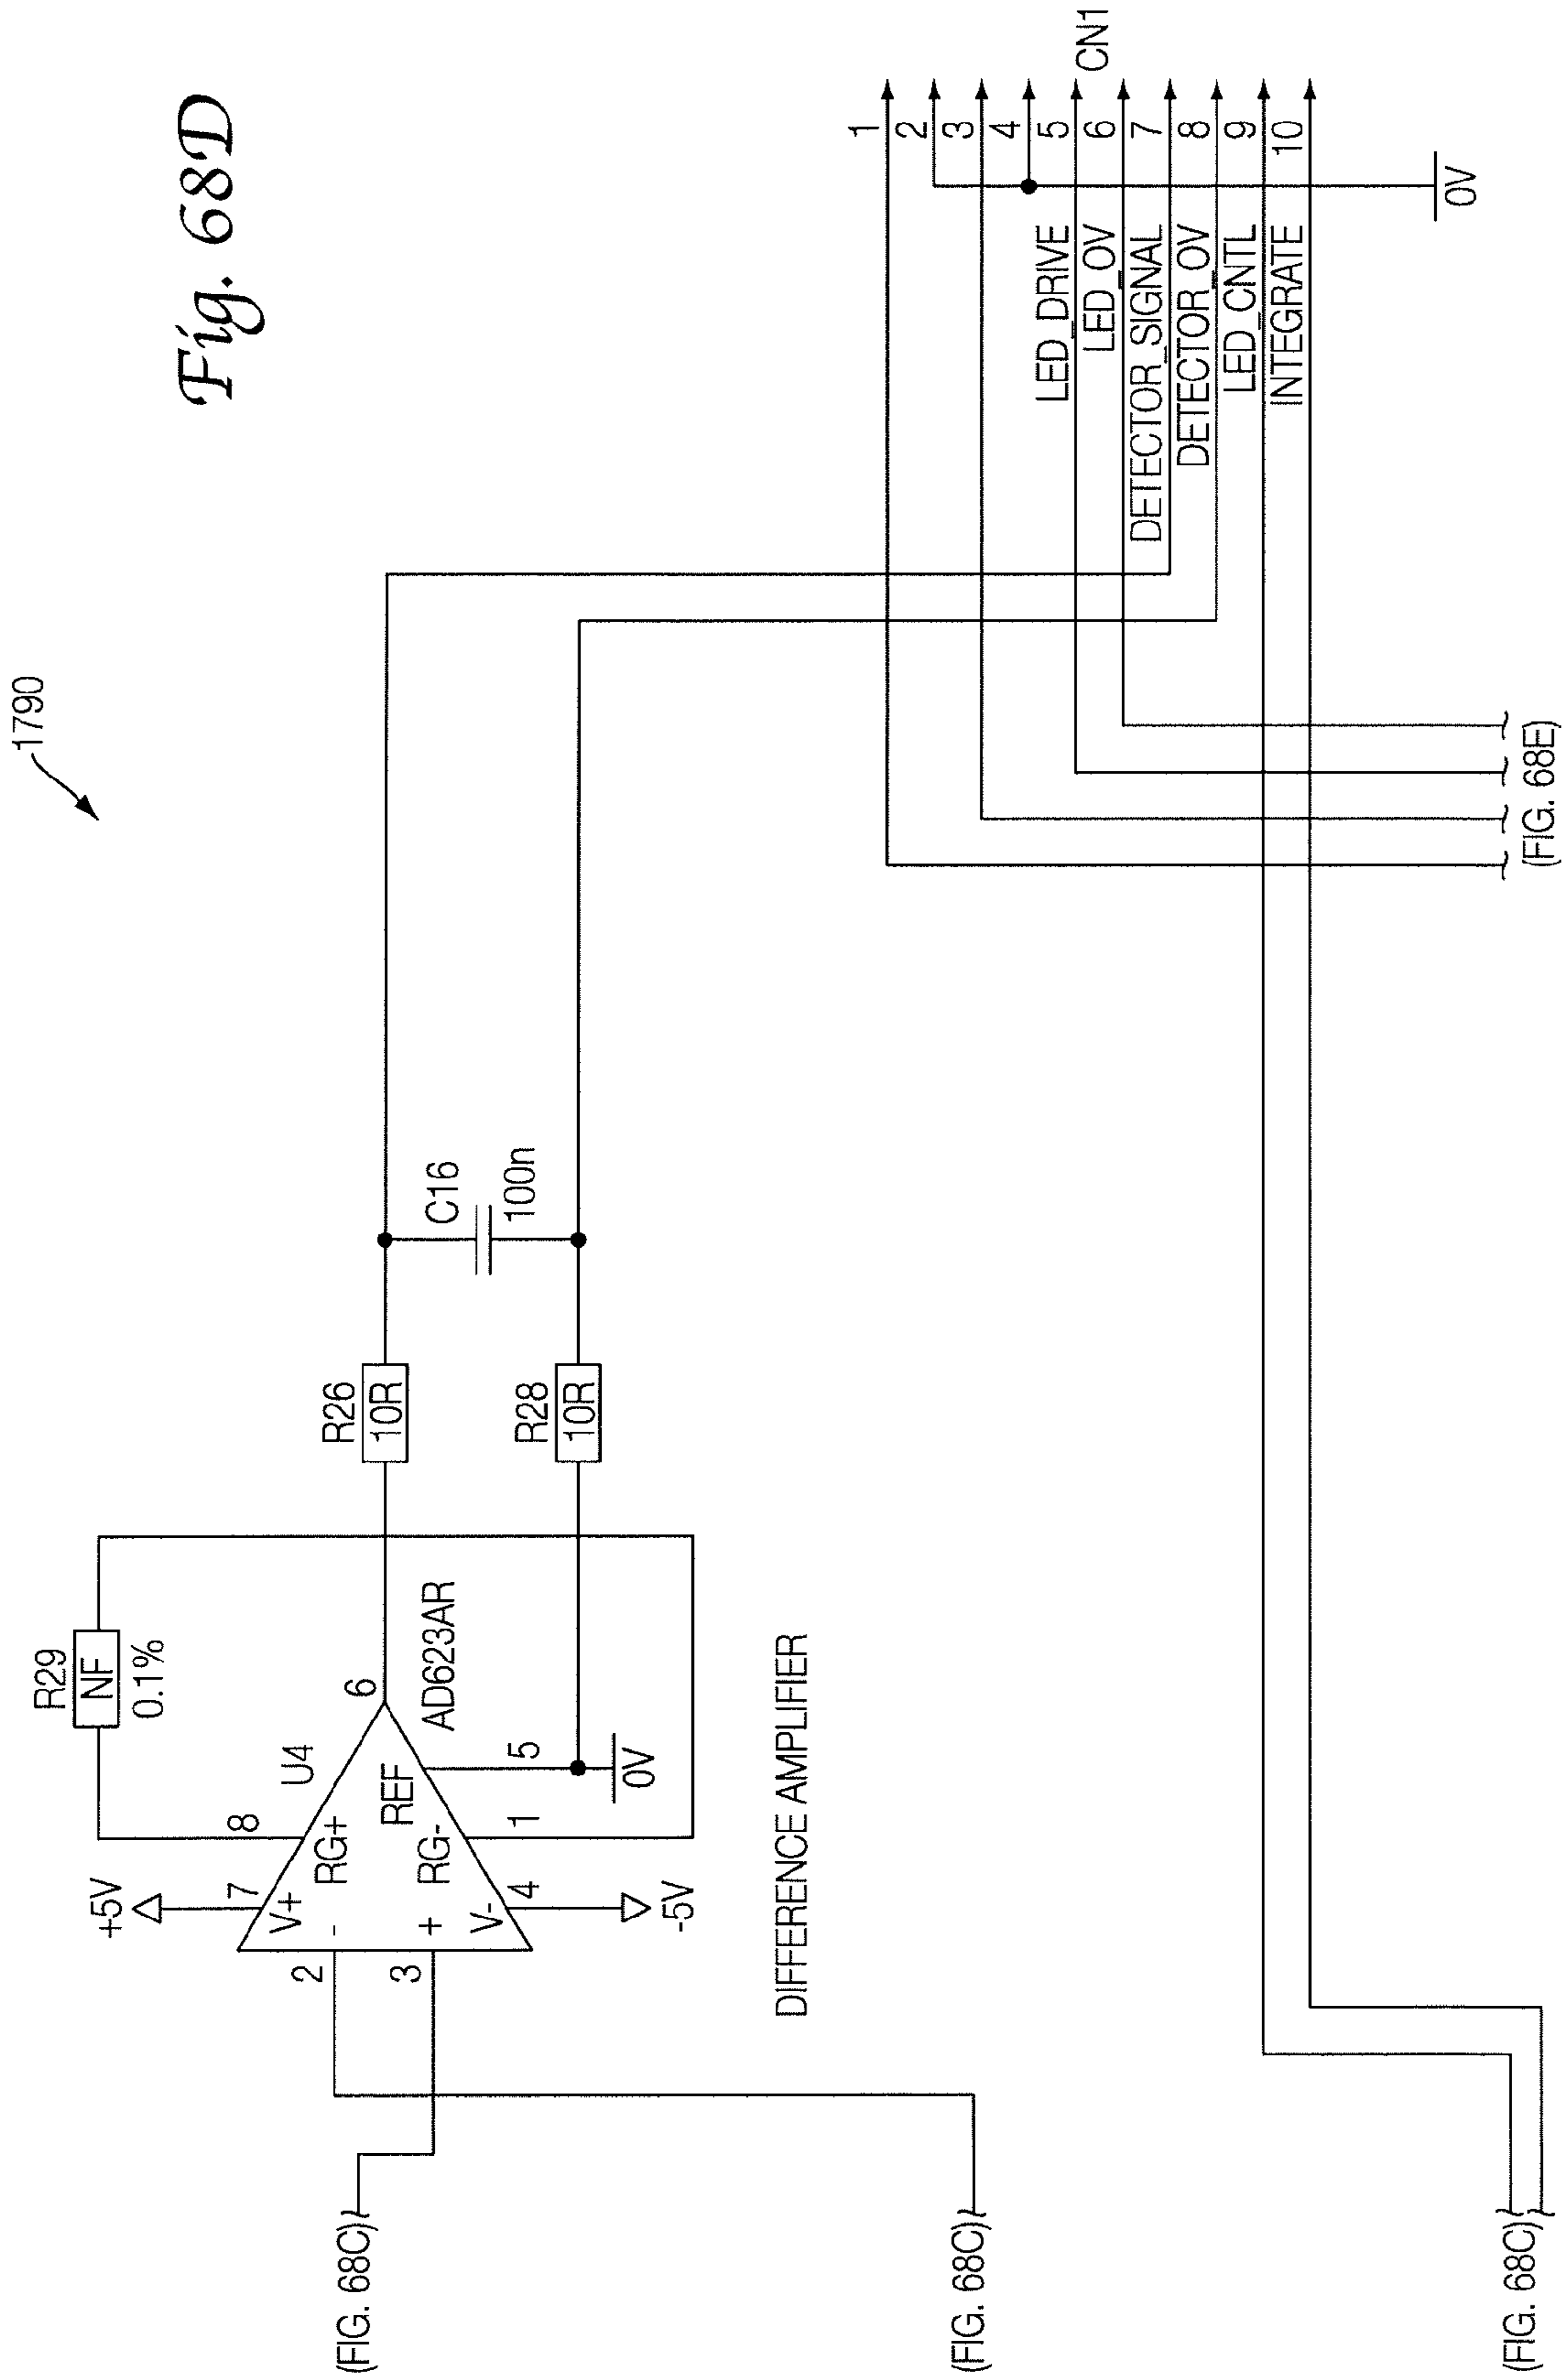 1790
Fig. 68D
+5V
R29
NF
0.1%
8
7
U4
V+
RG+
2
-
6
REF
3
+
RG-
AD623AR
V-
4
1
5
-5V
0V
R26
10R
R28
10R
C16
100n
DIFFERENCE AMPLIFIER
(FIG. 68C)
(FIG. 68C)
(FIG. 68C)
1
2
3
4
LED_DRIVE
5
CN1
LED_OV
6
DETECTOR_SIGNAL
7
DETECTOR_OV
8
LED_CNTL
9
INTEGRATE
10
0V
(FIG. 68E)